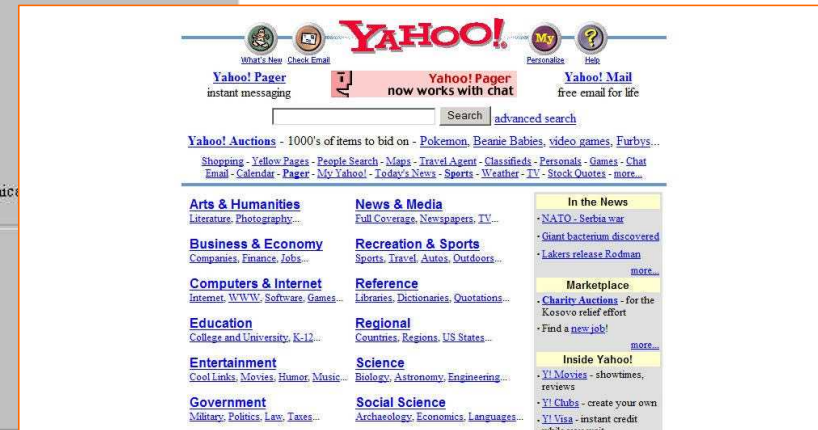 YAHOO!
What's New Check Email
My
?
Personalize Help
Yahoo! Pager
instant messaging
Yahoo! Pager
now works with chat
Yahoo! Mail
free email for life
Search advanced search
Yahoo! Auctions - 1000's of items to bid on - Pokemon, Beanie Babies, video games, Furbys...
Shopping - Yellow Pages - People Search - Maps - Travel Agent - Classifieds - Personals - Games - Chat
Email - Calendar - Pager - My Yahoo! - Today's News - Sports - Weather - TV - Stock Quotes - more...
Arts & Humanities
Literature, Photography...
News & Media
Full Coverage, Newspapers, TV...
Business & Economy
Companies, Finance, Jobs...
Recreation & Sports
Sports, Travel, Autos, Outdoors...
Computers & Internet
Internet, WWW, Software, Games...
Reference
Libraries, Dictionaries, Quotations...
Education
College and University, K-12...
Regional
Countries, Regions, US States...
Entertainment
Cool Links, Movies, Humor, Music...
Science
Biology, Astronomy, Engineering...
Government
Military, Politics, Law, Taxes...
Social Science
Archaeology, Economics, Languages...
In the News
· NATO - Serbia war
· Giant bacterium discovered
· Lakers release Rodman
more...
Marketplace
· Charity Auctions - for the
Kosovo relief effort
· Find a new job!
more...
Inside Yahoo!
· Y! Movies - showtimes,
reviews
· Y! Clubs - create your own
· Y! Visa - instant credit